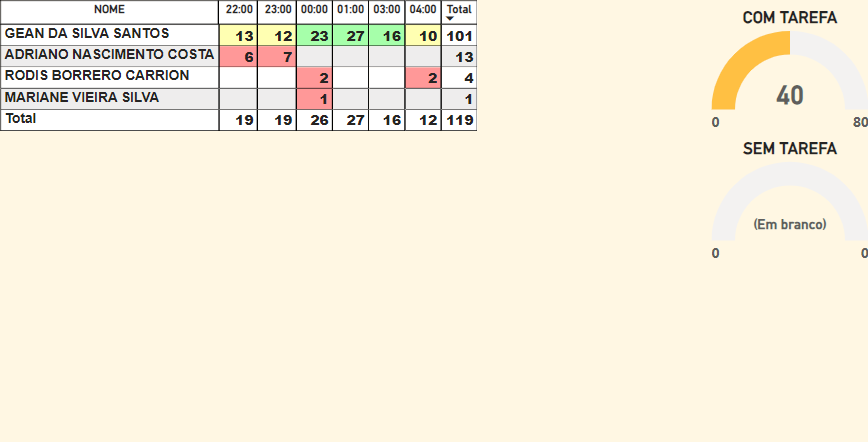 NOME 22:00 23:00 00:00 01:00 03:00 04:00 Total
GEAN DA SILVA SANTOS 13 12 23 27 16 10 101
ADRIANO NASCIMENTO COSTA 6 7 13
RODIS BORRERO CARRION 2 2 4
MARIANE VIEIRA SILVA 1 1
Total 19 19 26 27 16 12 119
COM TAREFA
40
0 80
SEM TAREFA
(Em branco)
0 0